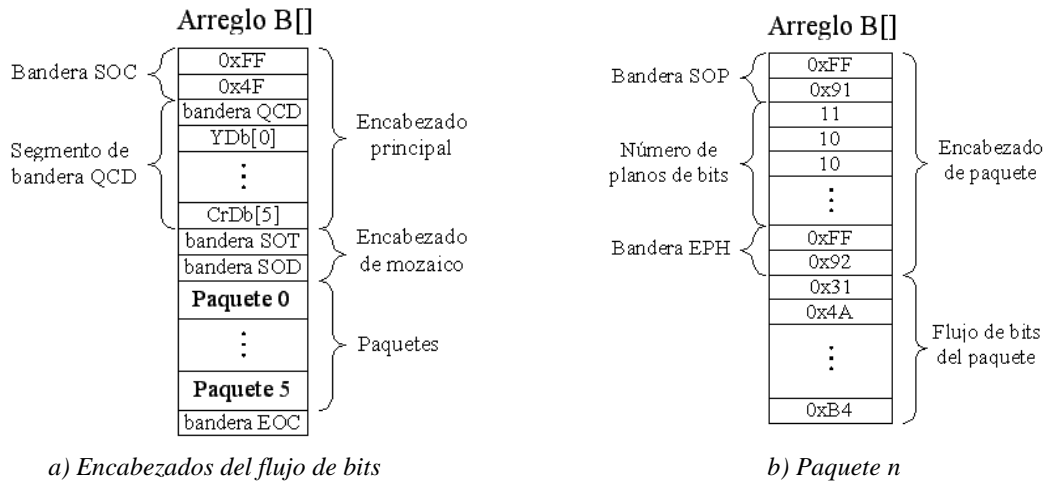 Arreglo B[]
Bandera SOC
0xFF
0x4F
Segmento de
bandera QCD
bandera QCD
YDb[0]
⋮
CrDb[5]
Encabezado
principal
bandera SOT
bandera SOD
Encabezado
de mozaico
Paquete 0
⋮
Paquete 5
Paquetes
bandera EOC
a) Encabezados del flujo de bits
Arreglo B[]
Bandera SOP
0xFF
0x91
Número de
planos de bits
11
10
10
⋮
Bandera EPH
0xFF
0x92
Encabezado
de paquete
0x31
0x4A
⋮
0xB4
Flujo de bits
del paquete
b) Paquete n